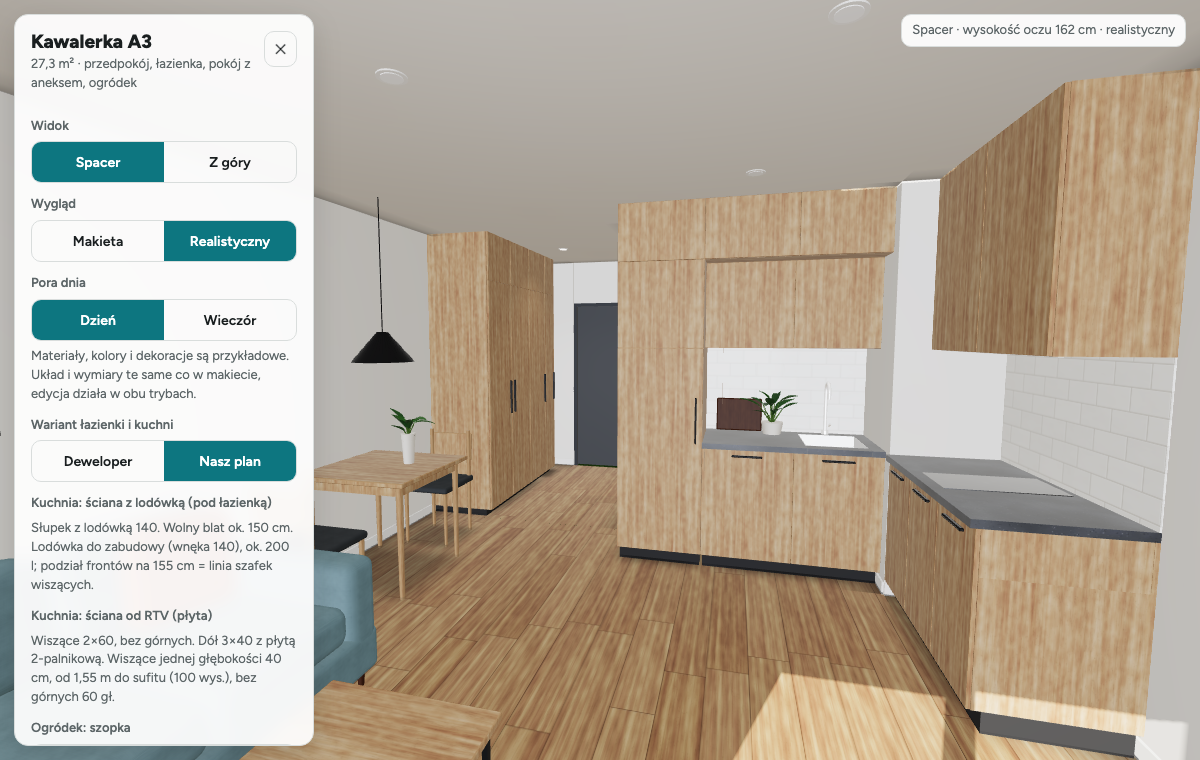 Kawalerka A3
27,3 m² · przedpokój, łazienka, pokój z
aneksem, ogródek
Widok
Spacer
Z góry
Wygląd
Makieta
Realistyczny
Pora dnia
Dzień
Wieczór
Materiały, kolory i dekoracje są przykładowe.
Układ i wymiary te same co w makiecie,
edycja działa w obu trybach.
Wariant łazienki i kuchni
Deweloper
Nasz plan
Kuchnia: ściana z lodówką (pod łazienką)
Słupek z lodówką 140. Wolny blat ok. 150 cm.
Lodówka do zabudowy (wnęka 140), ok. 200
l; podział frontów na 155 cm = linia szafek
wiszących.
Kuchnia: ściana od RTV (płyta)
Wiszące 2×60, bez górnych. Dół 3×40 z płytą
2-palnikową. Wiszące jednej głębokości 40
cm, od 1,55 m do sufitu (100 wys.), bez
górnych 60 gł.
Ogródek: szopka
Spacer · wysokość oczu 162 cm · realistyczny